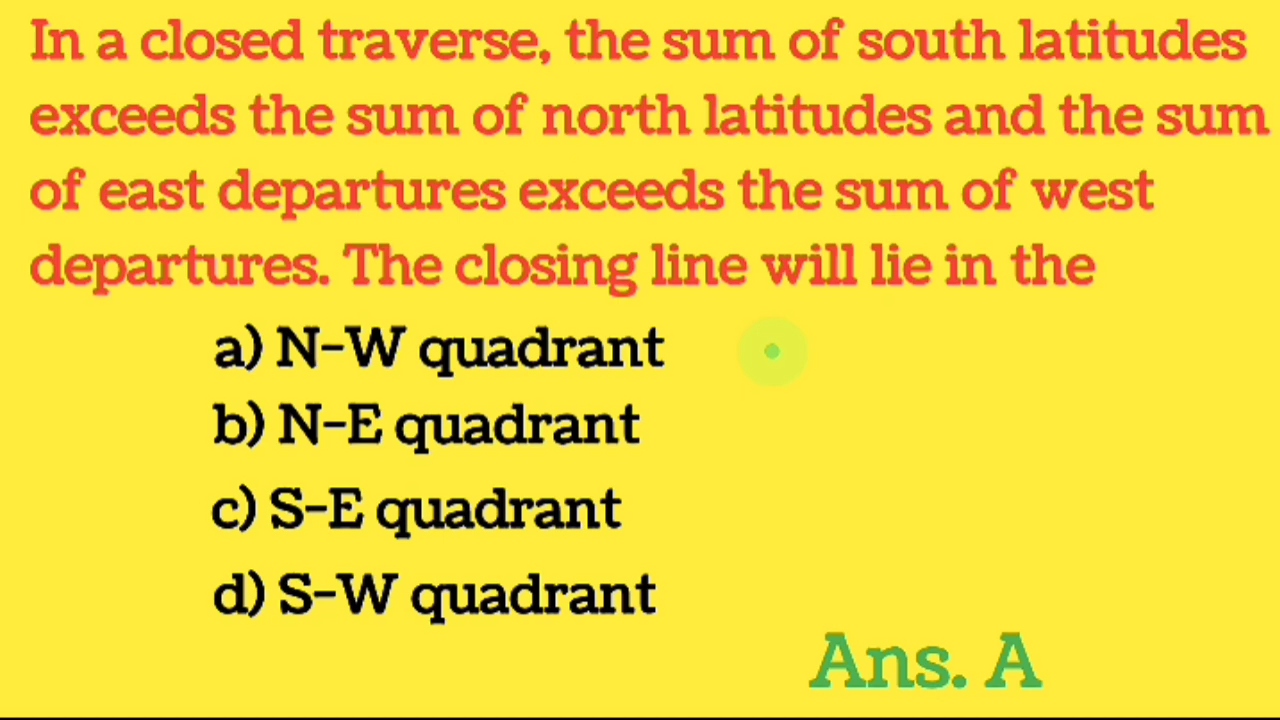 In a closed traverse, the sum of south latitudes
exceeds the sum of north latitudes and the sum
of east departures exceeds the sum of west
departures. The closing line will lie in the
a) N-W quadrant
b) N-E quadrant
c) S-E quadrant
d) S-W quadrant
Ans. A